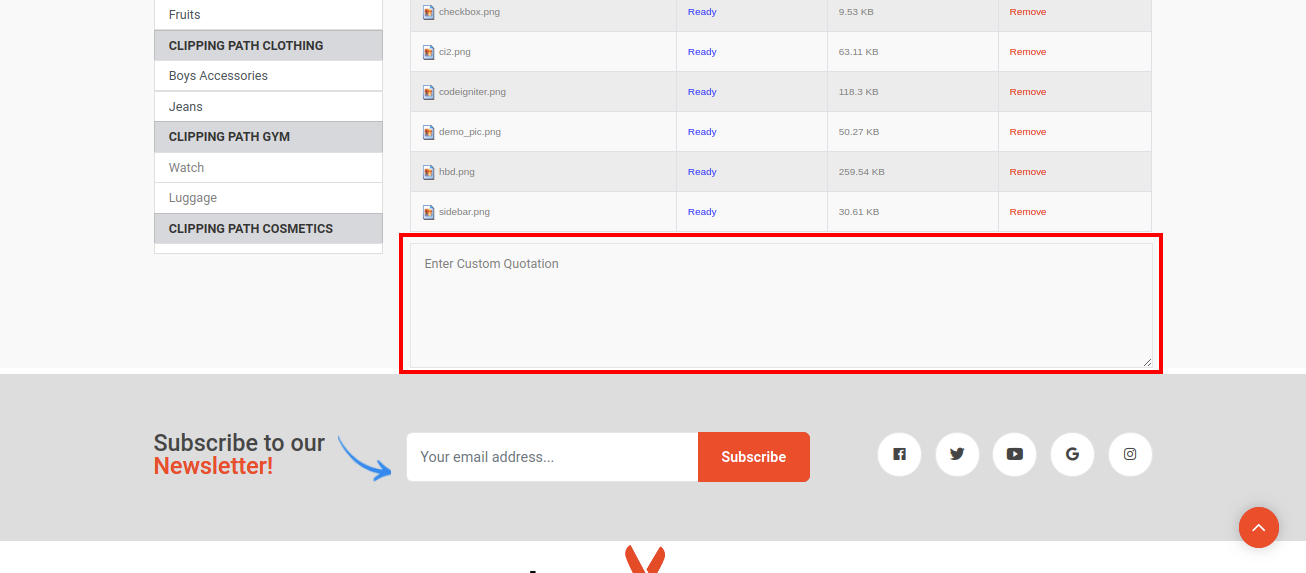 Fruits
CLIPPING PATH CLOTHING
Boys Accessories
Jeans
CLIPPING PATH GYM
Watch
Luggage
CLIPPING PATH COSMETICS
checkbox.png Ready 9.53 KB Remove
ci2.png Ready 63.11 KB Remove
codeigniter.png Ready 118.3 KB Remove
demo_pic.png Ready 50.27 KB Remove
hbd.png Ready 259.54 KB Remove
sidebar.png Ready 30.61 KB Remove
Enter Custom Quotation
Subscribe to our
Newsletter!
Your email address...
Subscribe